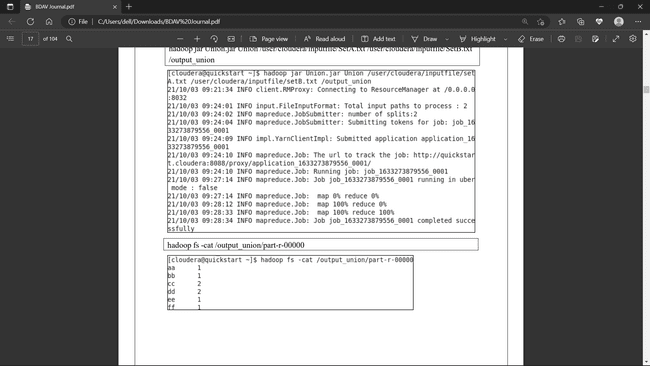 BDAV Journal.pdf
File C:/Users/dell/Downloads/BDAV%20Journal.pdf
17 of 104 Page view Read aloud Add text Draw Highlight Erase
hadoop jar Union.jar Union /user/cloudera/inputfile/SetA.txt /user/cloudera/inputfile/SetB.txt
/output_union
[cloudera@quickstart ~]$ hadoop jar Union.jar Union /user/cloudera/inputfile/set
A.txt /user/cloudera/inputfile/setB.txt /output_union
21/10/03 09:21:34 INFO client.RMProxy: Connecting to ResourceManager at /0.0.0.0
:8032
21/10/03 09:24:01 INFO input.FileInputFormat: Total input paths to process : 2
21/10/03 09:24:02 INFO mapreduce.JobSubmitter: number of splits:2
21/10/03 09:24:04 INFO mapreduce.JobSubmitter: Submitting tokens for job: job_16
33273879556_0001
21/10/03 09:24:09 INFO impl.YarnClientImpl: Submitted application application_16
33273879556_0001
21/10/03 09:24:10 INFO mapreduce.Job: The url to track the job: http://quickstar
t.cloudera:8088/proxy/application_1633273879556_0001/
21/10/03 09:24:10 INFO mapreduce.Job: Running job: job_1633273879556_0001
21/10/03 09:27:14 INFO mapreduce.Job: Job job_1633273879556_0001 running in uber
mode : false
21/10/03 09:27:14 INFO mapreduce.Job: map 0% reduce 0%
21/10/03 09:28:12 INFO mapreduce.Job: map 100% reduce 0%
21/10/03 09:28:33 INFO mapreduce.Job: map 100% reduce 100%
21/10/03 09:28:34 INFO mapreduce.Job: Job job_1633273879556_0001 completed succe
ssfully
hadoop fs -cat /output_union/part-r-00000
[cloudera@quickstart ~]$ hadoop fs -cat /output_union/part-r-00000
aa 1
bb 1
cc 2
dd 2
ee 1
ff 1